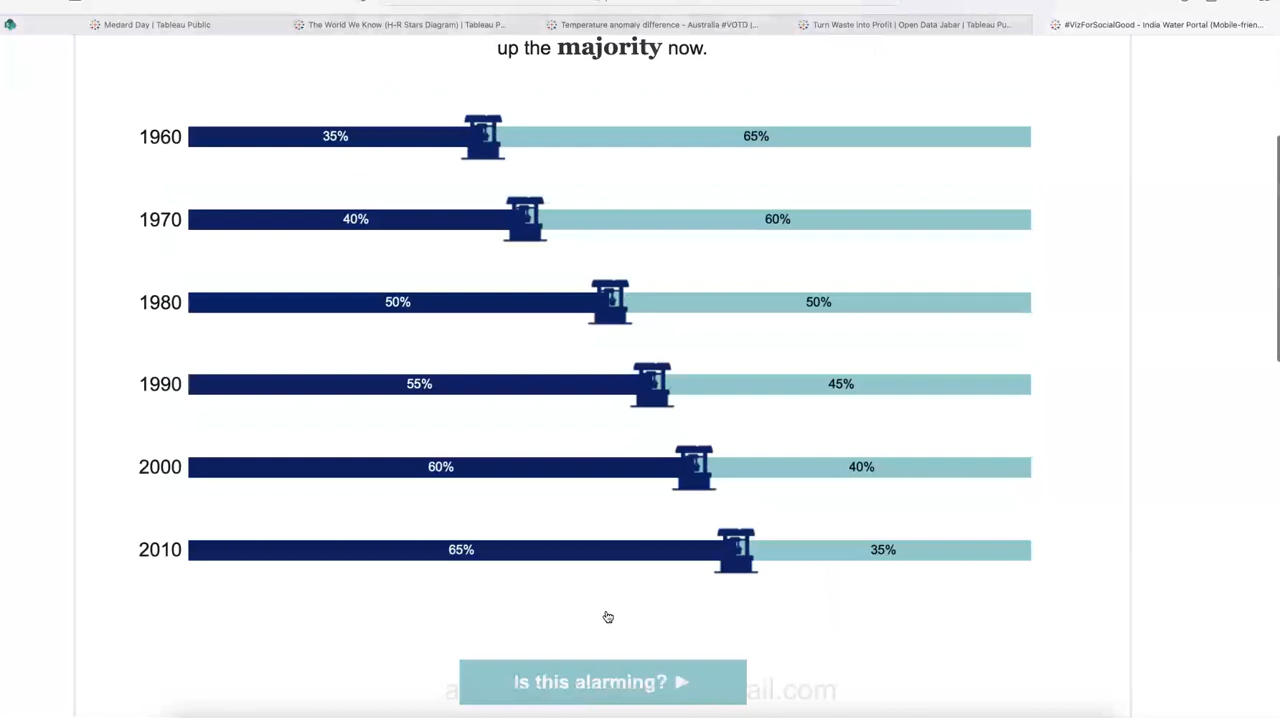 Medard Day | Tableau Public
The World We Know (H-R Stars Diagram) | Tableau P...
Temperature anomaly difference - Australia #VOTD |...
Turn Waste Into Profit | Open Data Jabar | Tableau Pu...
#VizForSocialGood - India Water Portal (Mobile-frien...
up the majority now.
1960 35% 65%
1970 40% 60%
1980 50% 50%
1990 55% 45%
2000 60% 40%
2010 65% 35%
Is this alarming? ▶
ail.com